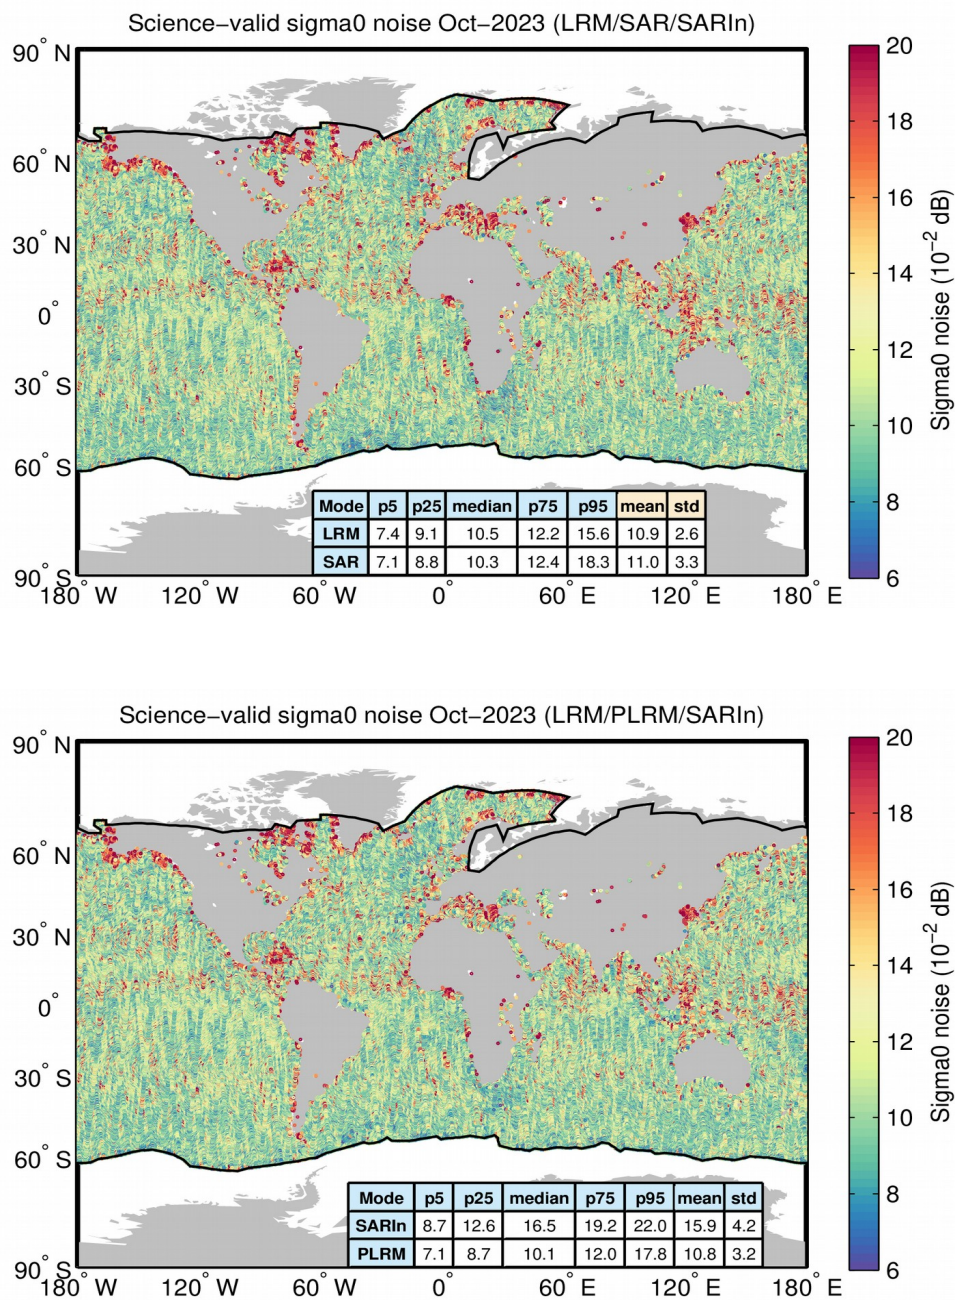 Science−valid sigma0 noise Oct−2023 (LRM/SAR/SARIn)
90° N
60° N
30° N
0°
30° S
60° S
90° S
180° W 120° W 60° W 0° 60° E 120° E 180° E
Mode p5 p25 median p75 p95 mean std
LRM 7.4 9.1 10.5 12.2 15.6 10.9 2.6
SAR 7.1 8.8 10.3 12.4 18.3 11.0 3.3
20
18
16
14
12
10
8
6
Sigma0 noise (10⁻² dB)
Science−valid sigma0 noise Oct−2023 (LRM/PLRM/SARIn)
90° N
60° N
30° N
0°
30° S
60° S
90° S
180° W 120° W 60° W 0° 60° E 120° E 180° E
Mode p5 p25 median p75 p95 mean std
SARIn 8.7 12.6 16.5 19.2 22.0 15.9 4.2
PLRM 7.1 8.7 10.1 12.0 17.8 10.8 3.2
20
18
16
14
12
10
8
6
Sigma0 noise (10⁻² dB)